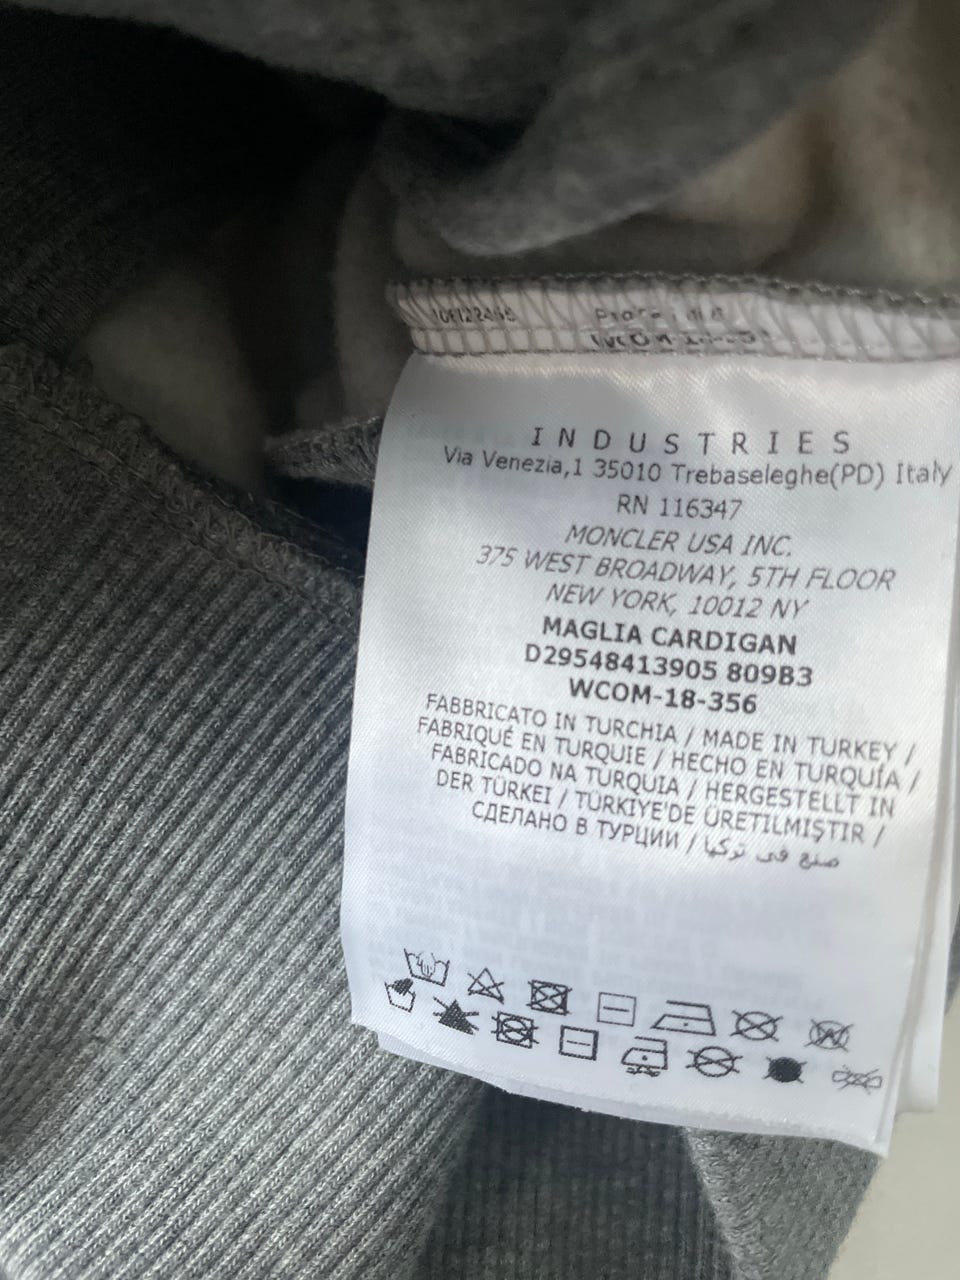 INDUSTRIES
Via Venezia,1 35010 Trebaseleghe(PD) Italy
RN 116347
MONCLER USA INC.
375 WEST BROADWAY, 5TH FLOOR
NEW YORK, 10012 NY
MAGLIA CARDIGAN
D29548413905 809B3
WCOM-18-356
FABBRICATO IN TURCHIA / MADE IN TURKEY /
FABRIQUÉ EN TURQUIE / HECHO EN TURQUÍA /
FABRICADO NA TURQUIA / HERGESTELLT IN
DER TÜRKEI / TÜRKIYE'DE ÜRETILMIŞTIR /
СДЕЛАНО В ТУРЦИИ / صنع في تركيا